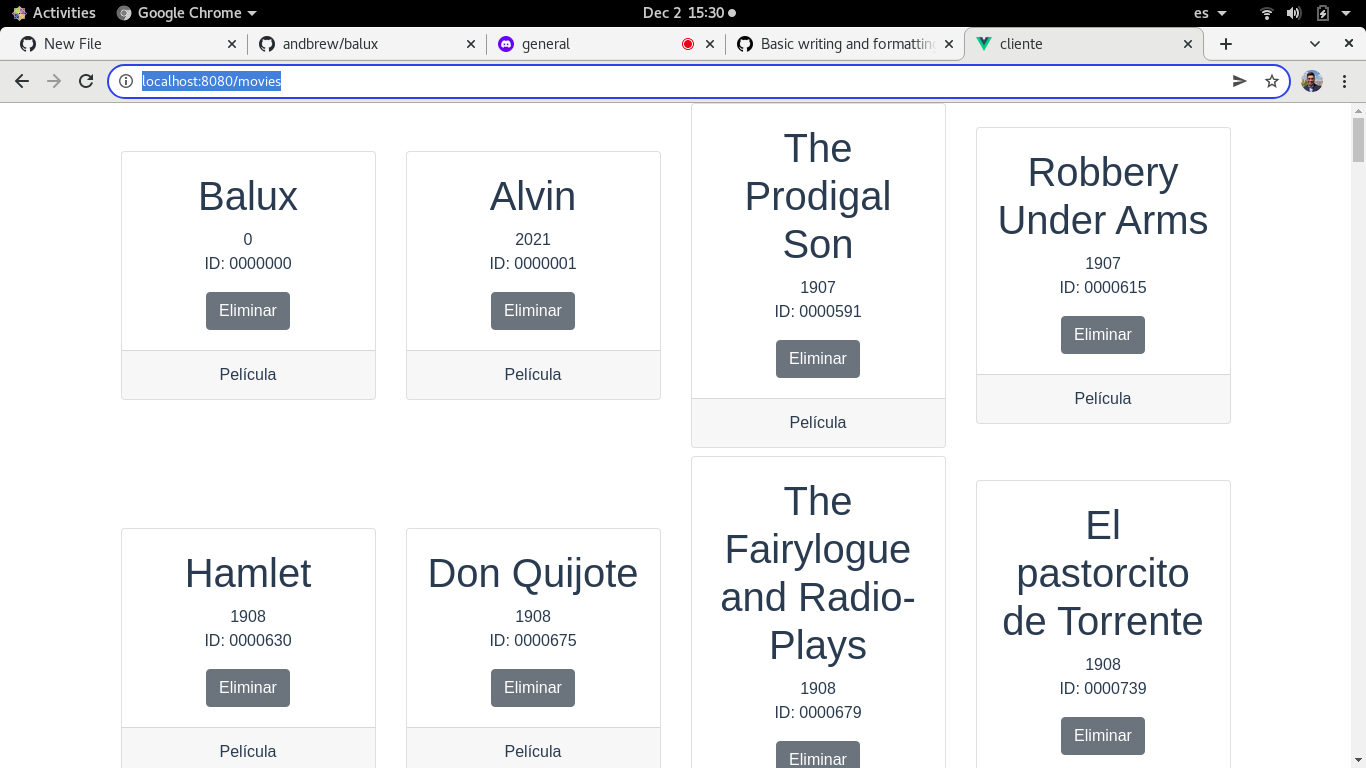 Activities
Google Chrome
Dec 2 15:30
es
New File
andbrew/balux
general
Basic writing and formatting
cliente
localhost:8080/movies
Balux
0
ID: 0000000
Eliminar
Película
Alvin
2021
ID: 0000001
Eliminar
Película
The
Prodigal
Son
1907
ID: 0000591
Eliminar
Película
Robbery
Under Arms
1907
ID: 0000615
Eliminar
Película
Hamlet
1908
ID: 0000630
Eliminar
Película
Don Quijote
1908
ID: 0000675
Eliminar
Película
The
Fairylogue
and Radio-
Plays
1908
ID: 0000679
Eliminar
El
pastorcito
de Torrente
1908
ID: 0000739
Eliminar